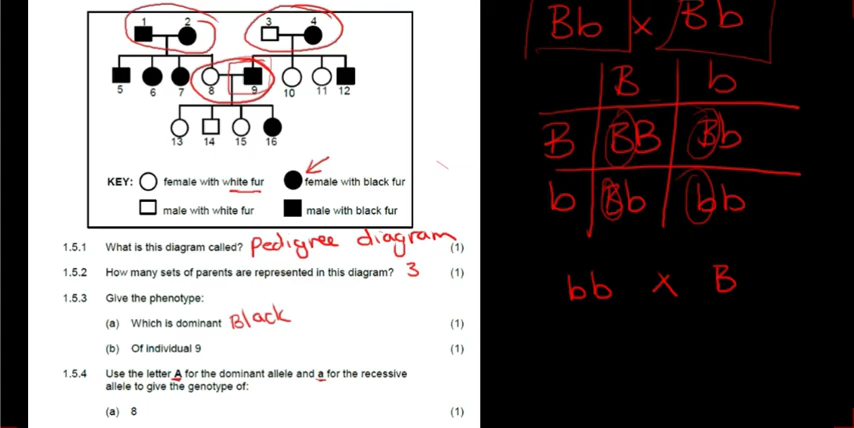 1 2 3 4
5 6 7 8 9 10 11 12
13 14 15 16
KEY: female with white fur female with black fur
male with white fur male with black fur
1.5.1 What is this diagram called? Pedigree diagram (1)
1.5.2 How many sets of parents are represented in this diagram? 3 (1)
1.5.3 Give the phenotype:
(a) Which is dominant Black (1)
(b) Of individual 9 (1)
1.5.4 Use the letter A for the dominant allele and a for the recessive
allele to give the genotype of:
(a) 8 (1)
Bb x Bb
B b
B BB Bb
b Bb bb
bb x B